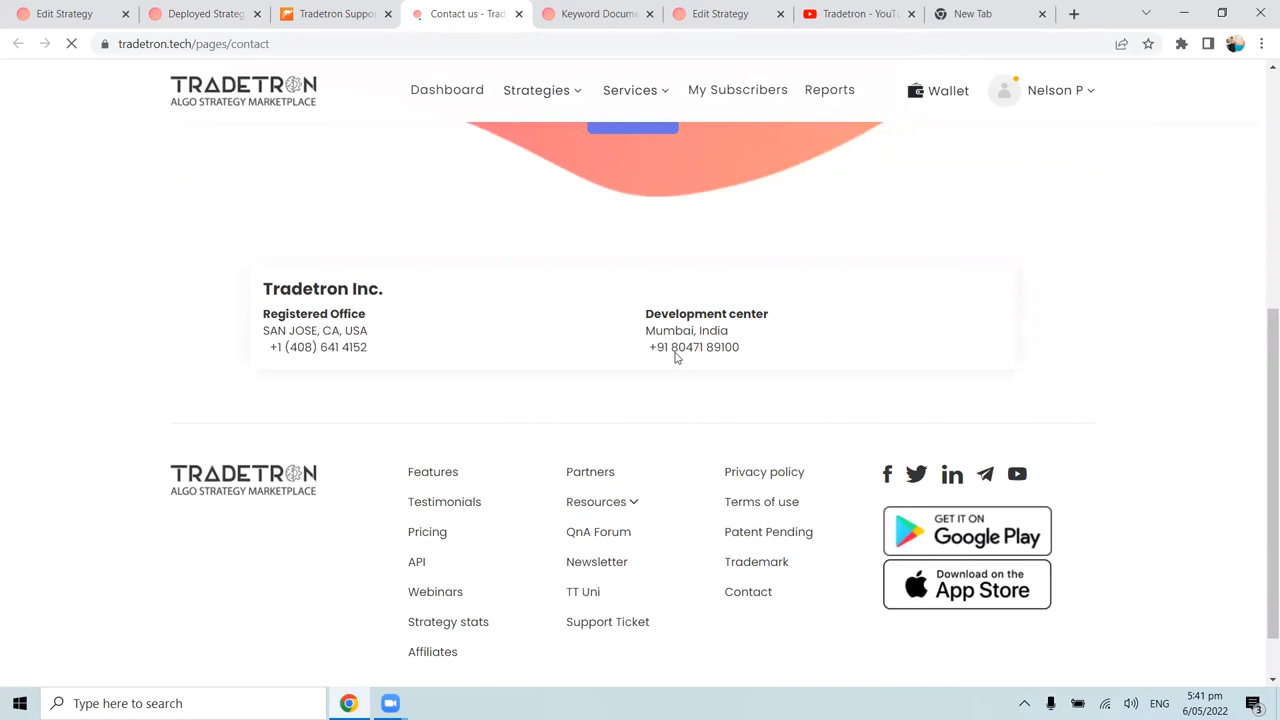 Edit Strategy
Deployed Strateg
Tradetron Suppor
Contact us - Trad
Keyword Docume
Edit Strategy
Tradetron - YouT
New Tab
tradetron.tech/pages/contact
TRADETRON
ALGO STRATEGY MARKETPLACE
Dashboard
Strategies
Services
My Subscribers
Reports
Wallet
Nelson P
Tradetron Inc.
Registered Office
SAN JOSE, CA, USA
+1 (408) 641 4152
Development center
Mumbai, India
+91 80471 89100
TRADETRON
ALGO STRATEGY MARKETPLACE
Features
Testimonials
Pricing
API
Webinars
Strategy stats
Affiliates
Partners
Resources
QnA Forum
Newsletter
TT Uni
Support Ticket
Privacy policy
Terms of use
Patent Pending
Trademark
Contact
GET IT ON
Google Play
Download on the
App Store
Type here to search
ENG
5:41 pm
6/05/2022
3